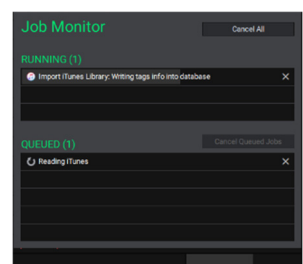 Job Monitor
Cancel All
RUNNING (1)
Import iTunes Library: Writing tags info into database
QUEUED (1)
Cancel Queued Jobs
Reading iTunes